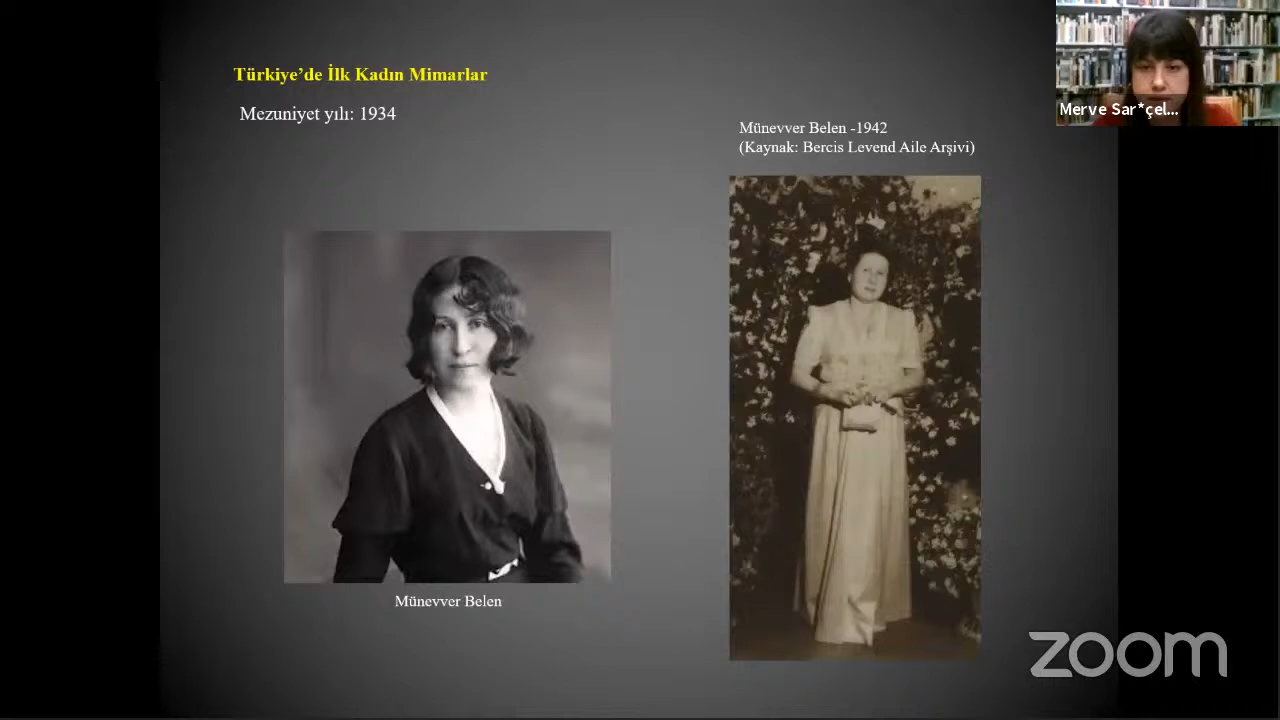 Türkiye’de İlk Kadın Mimarlar
Mezuniyet yılı: 1934
Münevver Belen -1942
(Kaynak: Bercis Levend Aile Arşivi)
Münevver Belen
Merve Sar*çel...
zoom